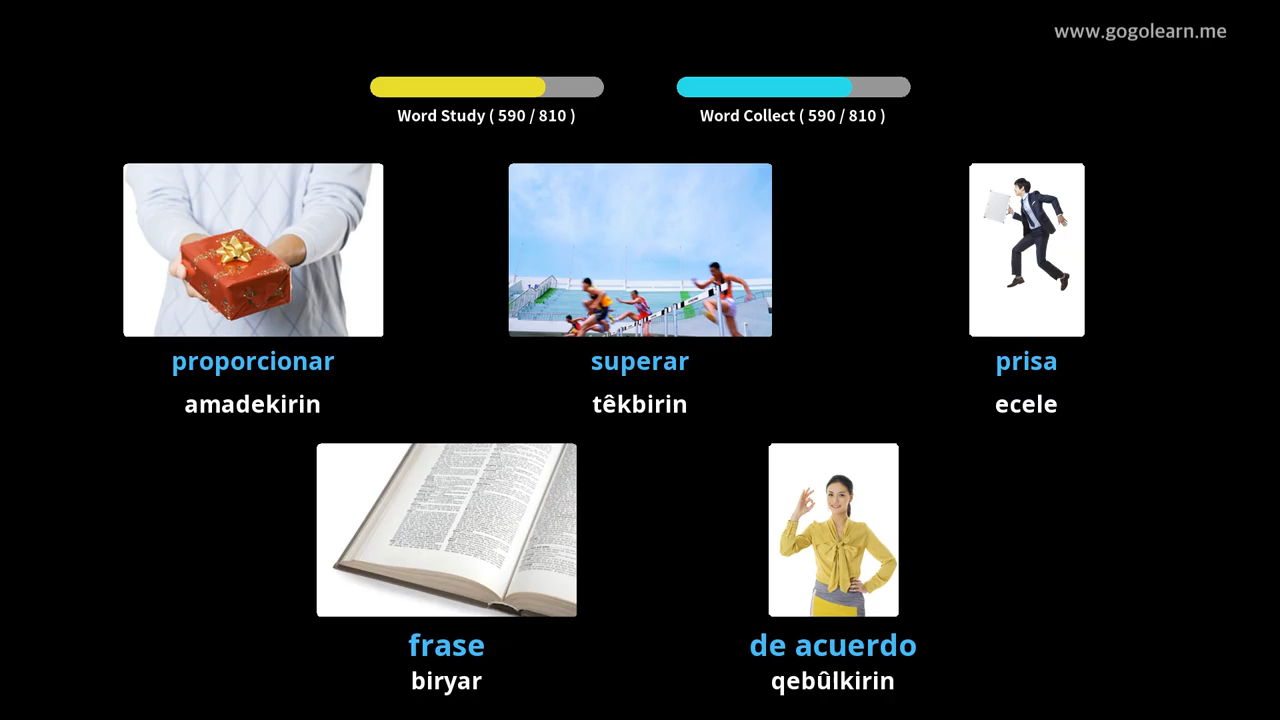 www.gogolearn.me
Word Study ( 590 / 810 )
Word Collect ( 590 / 810 )
proporcionar
superar
prisa
amadekirin
têkbirin
ecele
frase
de acuerdo
biryar
qebûlkirin